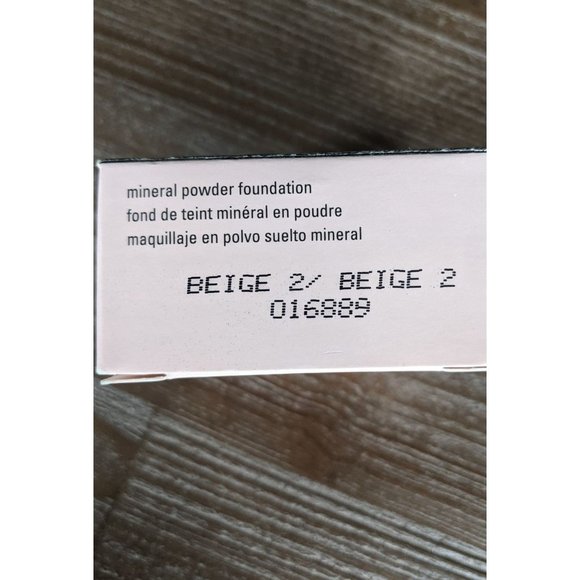 mineral powder foundation
fond de teint minéral en poudre
maquillaje en polvo suelto mineral
BEIGE 2/ BEIGE 2
016889